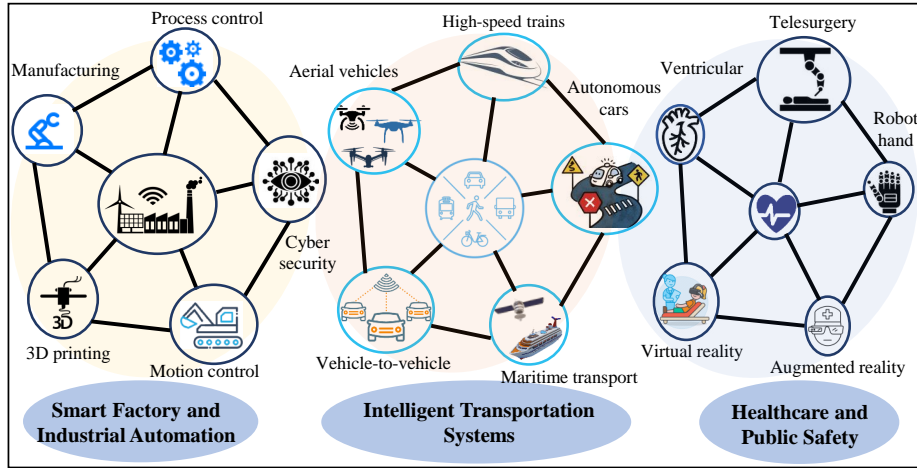 Process control
Manufacturing
Cyber
security
3D
3D printing
Motion control
Smart Factory and
Industrial Automation
High-speed trains
Aerial vehicles
Autonomous
cars
Vehicle-to-vehicle
Maritime transport
Intelligent Transportation
Systems
Telesurgery
Ventricular
Robot
hand
Virtual reality
Augmented reality
Healthcare and
Public Safety